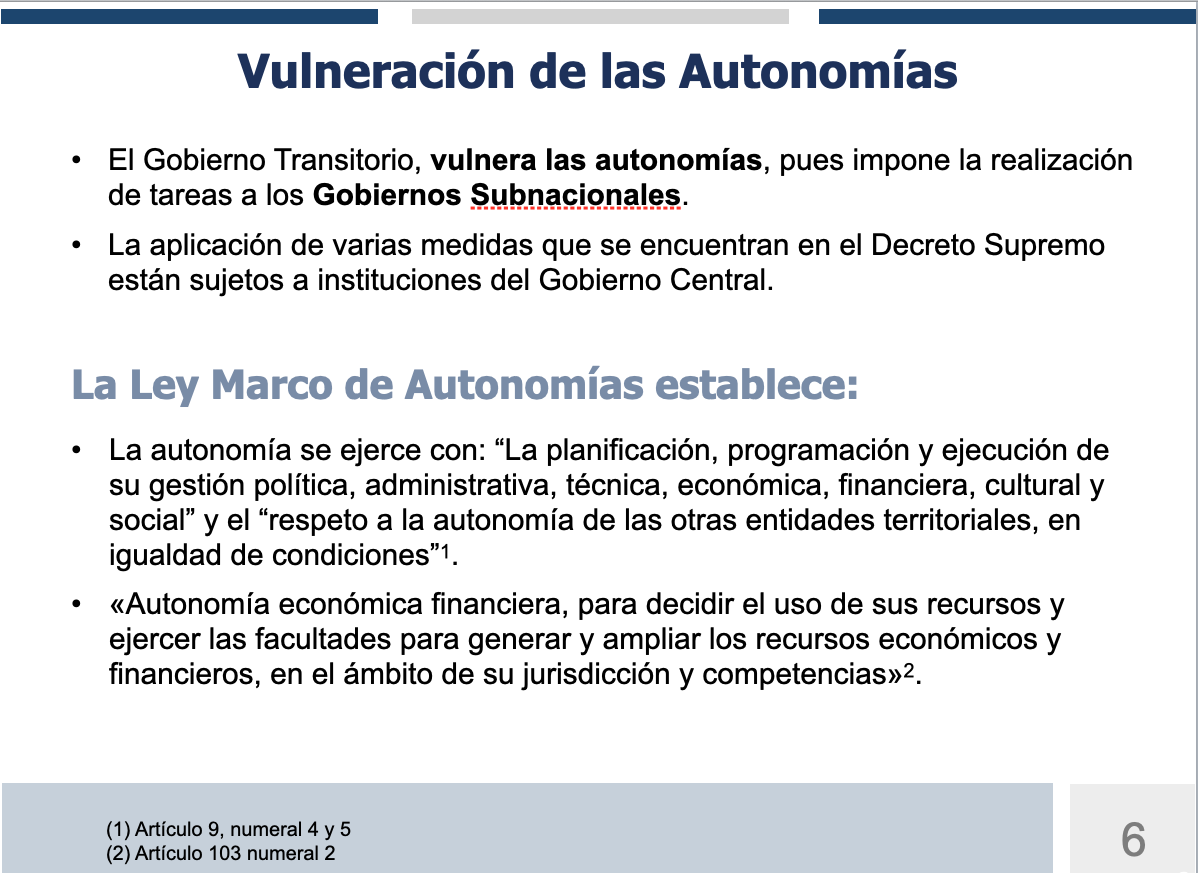 Vulneración de las Autonomías
• El Gobierno Transitorio, vulnera las autonomías, pues impone la realización
de tareas a los Gobiernos Subnacionales.
• La aplicación de varias medidas que se encuentran en el Decreto Supremo
están sujetos a instituciones del Gobierno Central.
La Ley Marco de Autonomías establece:
• La autonomía se ejerce con: “La planificación, programación y ejecución de
su gestión política, administrativa, técnica, económica, financiera, cultural y
social” y el “respeto a la autonomía de las otras entidades territoriales, en
igualdad de condiciones”1.
• «Autonomía económica financiera, para decidir el uso de sus recursos y
ejercer las facultades para generar y ampliar los recursos económicos y
financieros, en el ámbito de su jurisdicción y competencias»2.
(1) Artículo 9, numeral 4 y 5
(2) Artículo 103 numeral 2
6